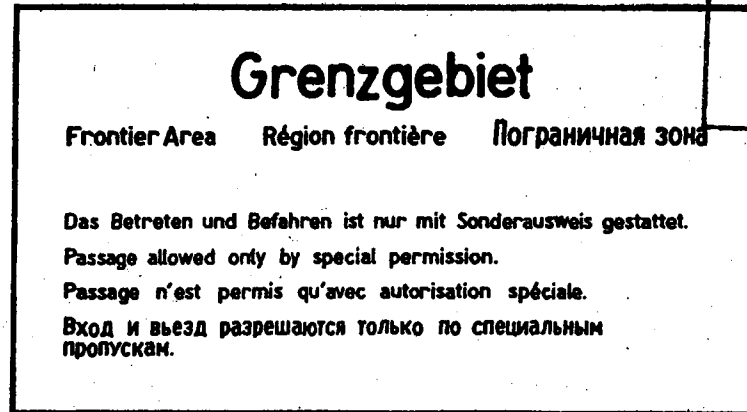 Grenzgebiet
Frontier Area Région frontière Пограничная зона
Das Betreten und Befahren ist nur mit Sonderausweis gestattet.
Passage allowed only by special permission.
Passage n'est permis qu'avec autorisation spéciale.
Вход и вьезд разрешаются только по специальным
пропускам.